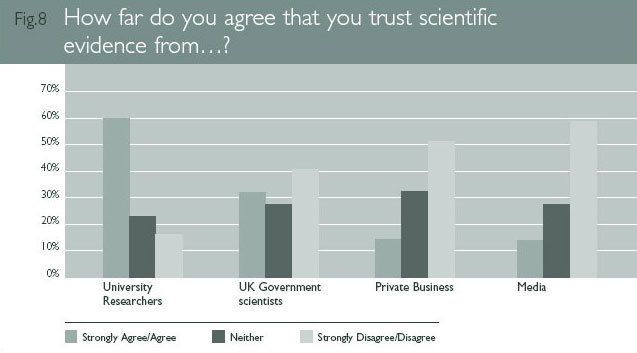 Fig.8 How far do you agree that you trust scientific
evidence from...?
70%
60%
50%
40%
30%
20%
10%
0%
University
Researchers
UK Government
scientists
Private Business
Media
Strongly Agree/Agree
Neither
Strongly Disagree/Disagree